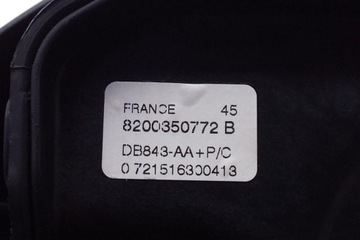 FRANCE 45
8200350772 B
DB843-AA+P/C
0 721516300413